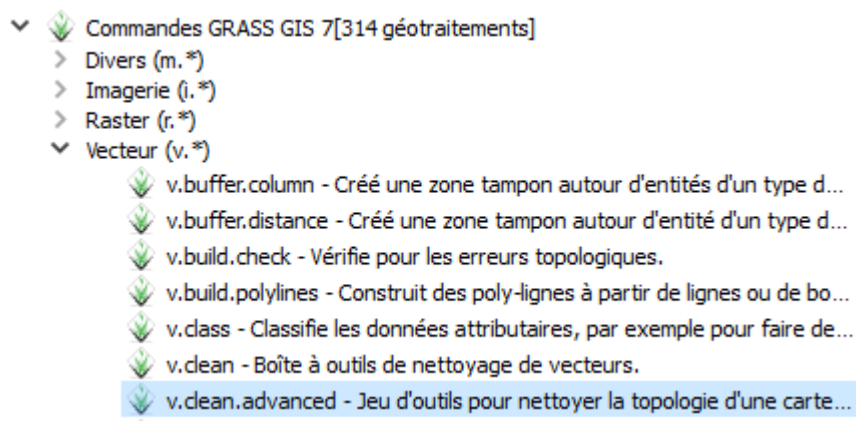 Commandes GRASS GIS 7[314 géotraitements]
Divers (m.*)
Imagerie (i.*)
Raster (r.*)
Vecteur (v.*)
v.buffer.column - Créé une zone tampon autour d'entités d'un type d...
v.buffer.distance - Créé une zone tampon autour d'entité d'un type d...
v.build.check - Vérifie pour les erreurs topologiques.
v.build.polylines - Construit des poly-lignes à partir de lignes ou de bo...
v.class - Classifie les données attributaires, par exemple pour faire de...
v.clean - Boîte à outils de nettoyage de vecteurs.
v.clean.advanced - Jeu d'outils pour nettoyer la topologie d'une carte...